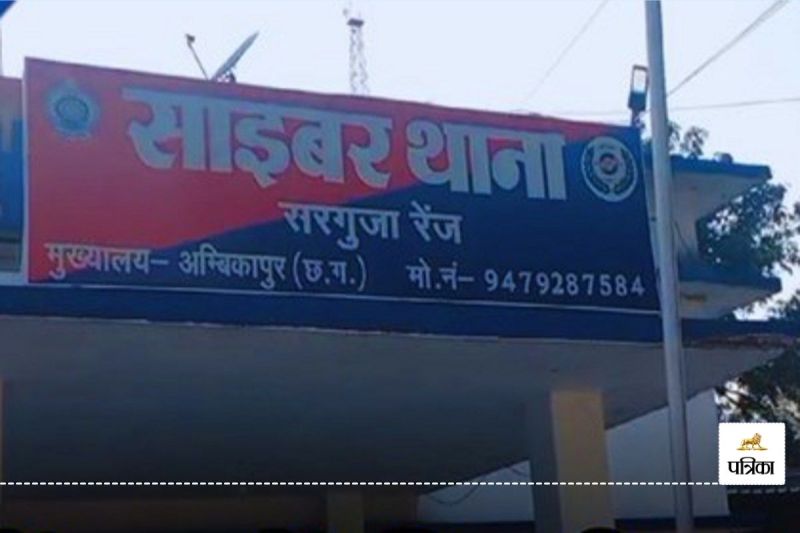 साइबर थाना
सरगुजा रेंज
मुख्यालय- अम्बिकापुर (छ.ग.) मो.नं- 9479287584
पत्रिका